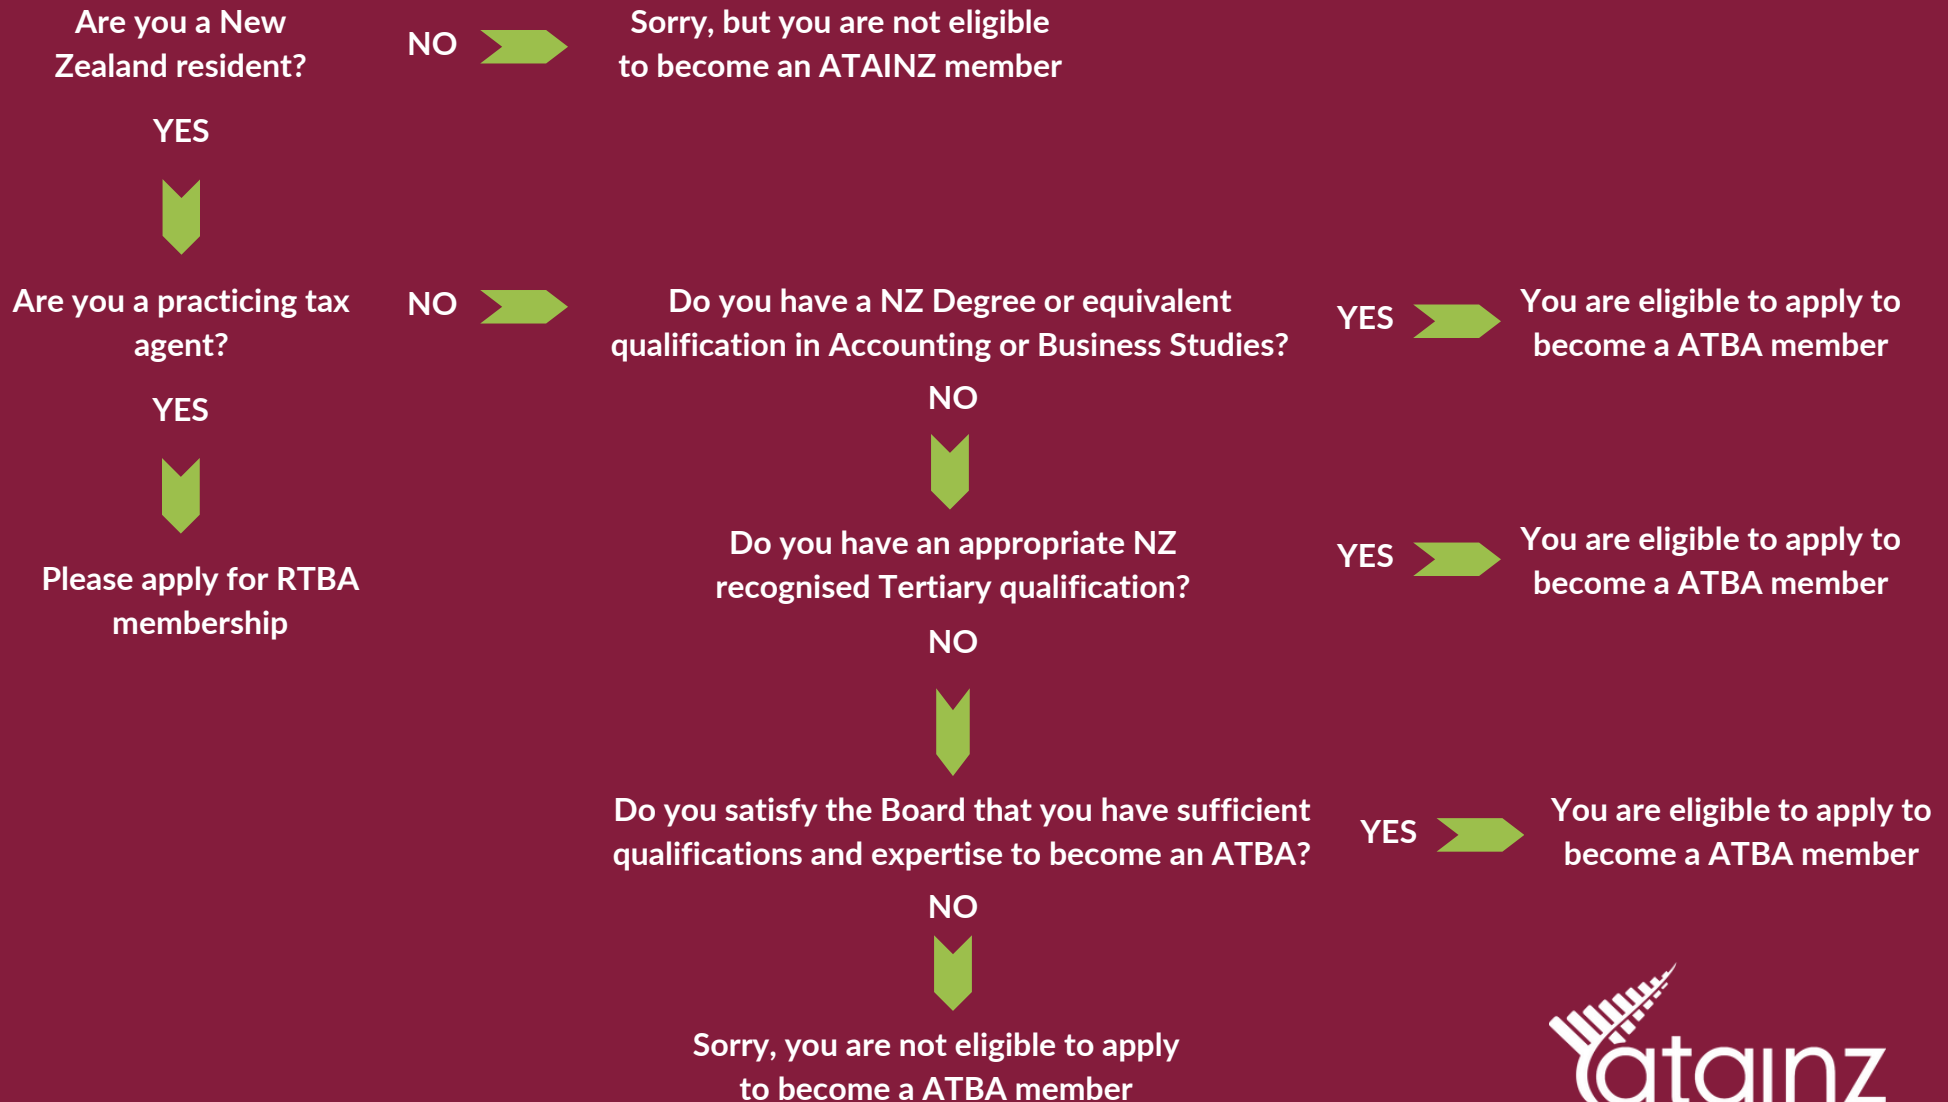 Are you a New
Zealand resident?
NO
Sorry, but you are not eligible
to become an ATAINZ member
YES
Are you a practicing tax
agent?
NO
Do you have a NZ Degree or equivalent
qualification in Accounting or Business Studies?
YES
You are eligible to apply to
become a ATBA member
YES
NO
Please apply for RTBA
membership
Do you have an appropriate NZ
recognised Tertiary qualification?
YES
You are eligible to apply to
become a ATBA member
NO
Do you satisfy the Board that you have sufficient
qualifications and expertise to become an ATBA?
YES
You are eligible to apply to
become a ATBA member
NO
Sorry, you are not eligible to apply
to become a ATBA member
atainz